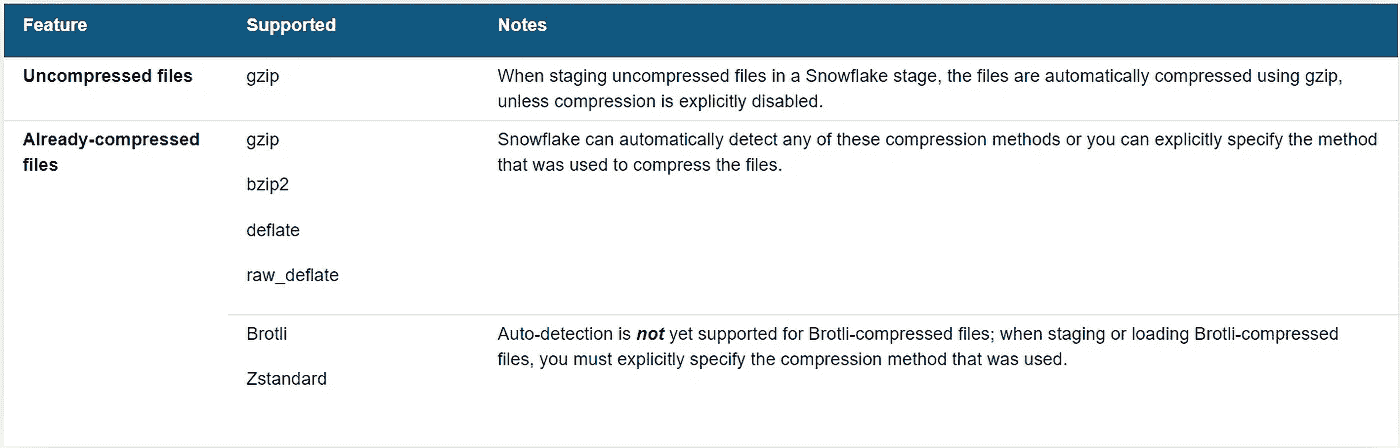 Feature Supported Notes
Uncompressed files gzip When staging uncompressed files in a Snowflake stage, the files are automatically compressed using gzip,
unless compression is explicitly disabled.
Already-compressed gzip Snowflake can automatically detect any of these compression methods or you can explicitly specify the method
files that was used to compress the files.
bzip2
deflate
raw_deflate
Brotli Auto-detection is not yet supported for Brotli-compressed files; when staging or loading Brotli-compressed
files, you must explicitly specify the compression method that was used.
Zstandard